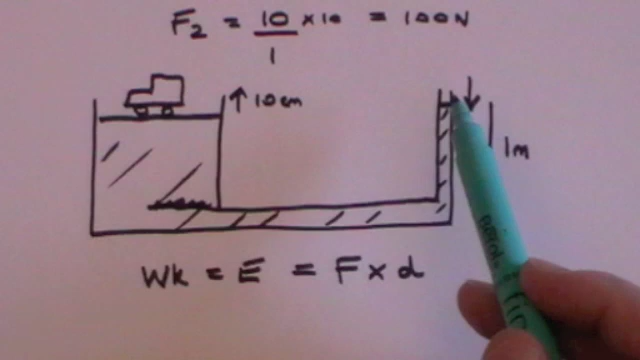 F₂ = 10/1 × 10 = 100N
↑ 10cm
↓ 1m
Wk = E = F × d